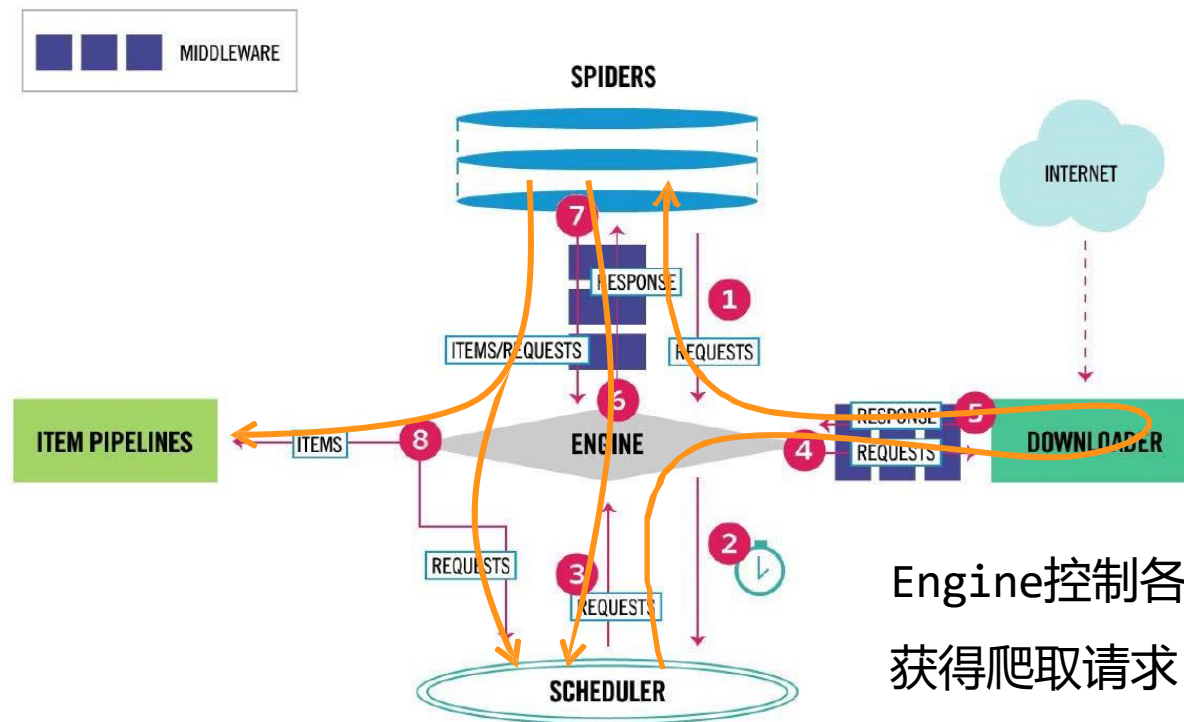 MIDDLEWARE
SPIDERS
INTERNET
7
RESPONSE
1
ITEMS/REQUESTS
REQUESTS
6
5
RESPONSE
ITEM PIPELINES
ITEMS
8
ENGINE
4
REQUESTS
DOWNLOADER
2
REQUESTS
3
REQUESTS
Engine控制各
获得爬取请求
SCHEDULER